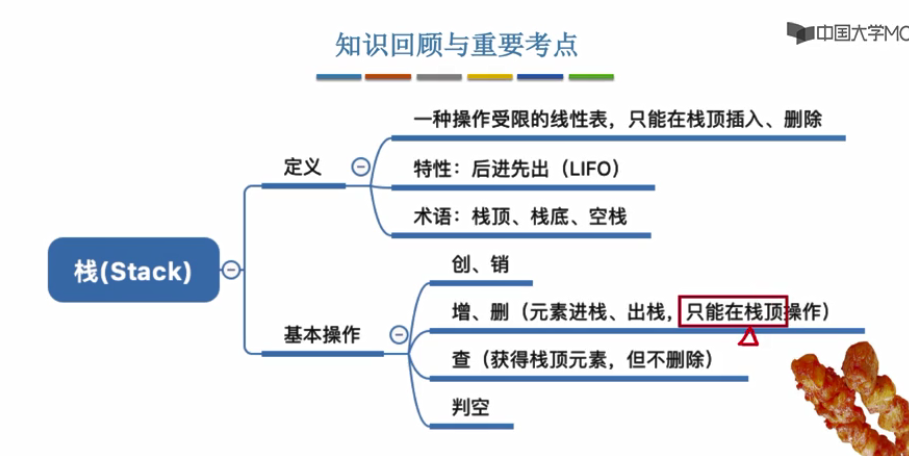 中国大学MO
知识回顾与重要考点
一种操作受限的线性表，只能在栈顶插入、删除
定义
特性：后进先出（LIFO）
术语：栈顶、栈底、空栈
栈(Stack)
创、销
增、删（元素进栈、出栈，只能在栈顶操作）
基本操作
查（获得栈顶元素，但不删除）
判空